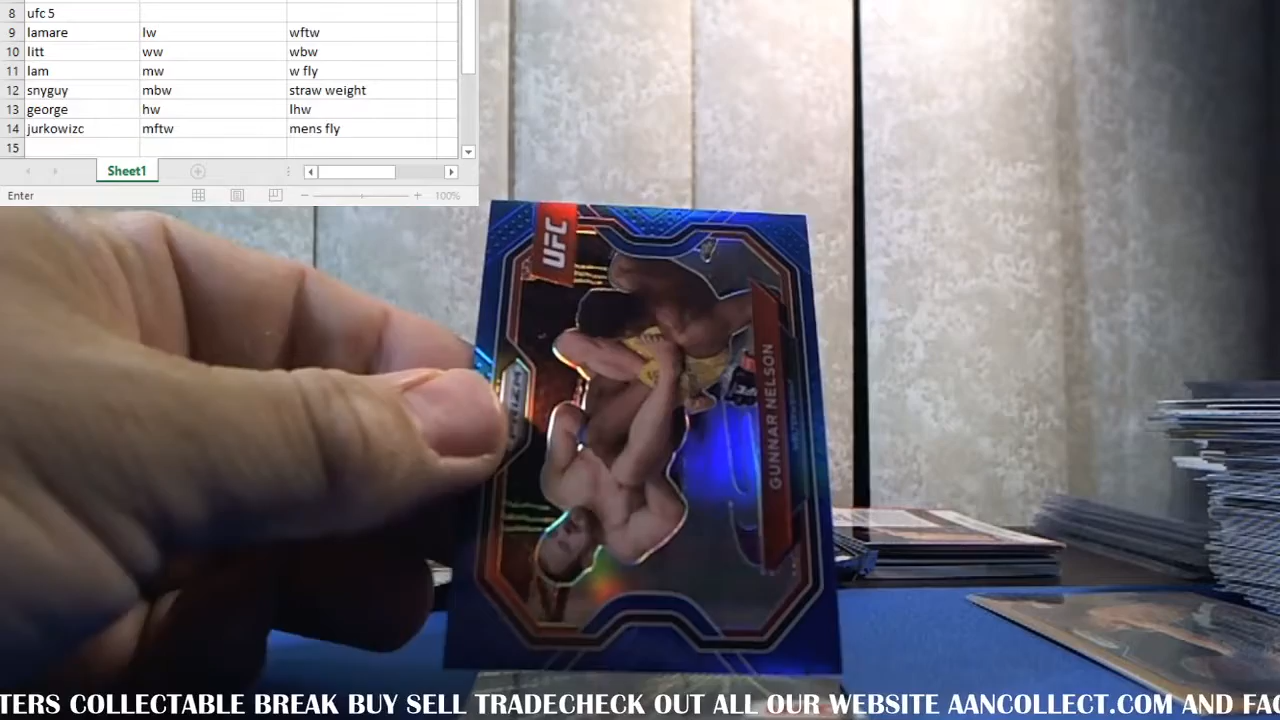 8 ufc 5
9 lamare lw wftw
10 litt ww wbw
11 lam mw w fly
12 snyguy mbw straw weight
13 george hw lhw
14 jurkowizc mftw mens fly
15
Sheet1
Enter 100%
UFC
PRIZM
GUNNAR NELSON
TERS COLLECTABLE BREAK BUY SELL TRADECHECK OUT ALL OUR WEBSITE AANCOLLECT.COM AND FAC